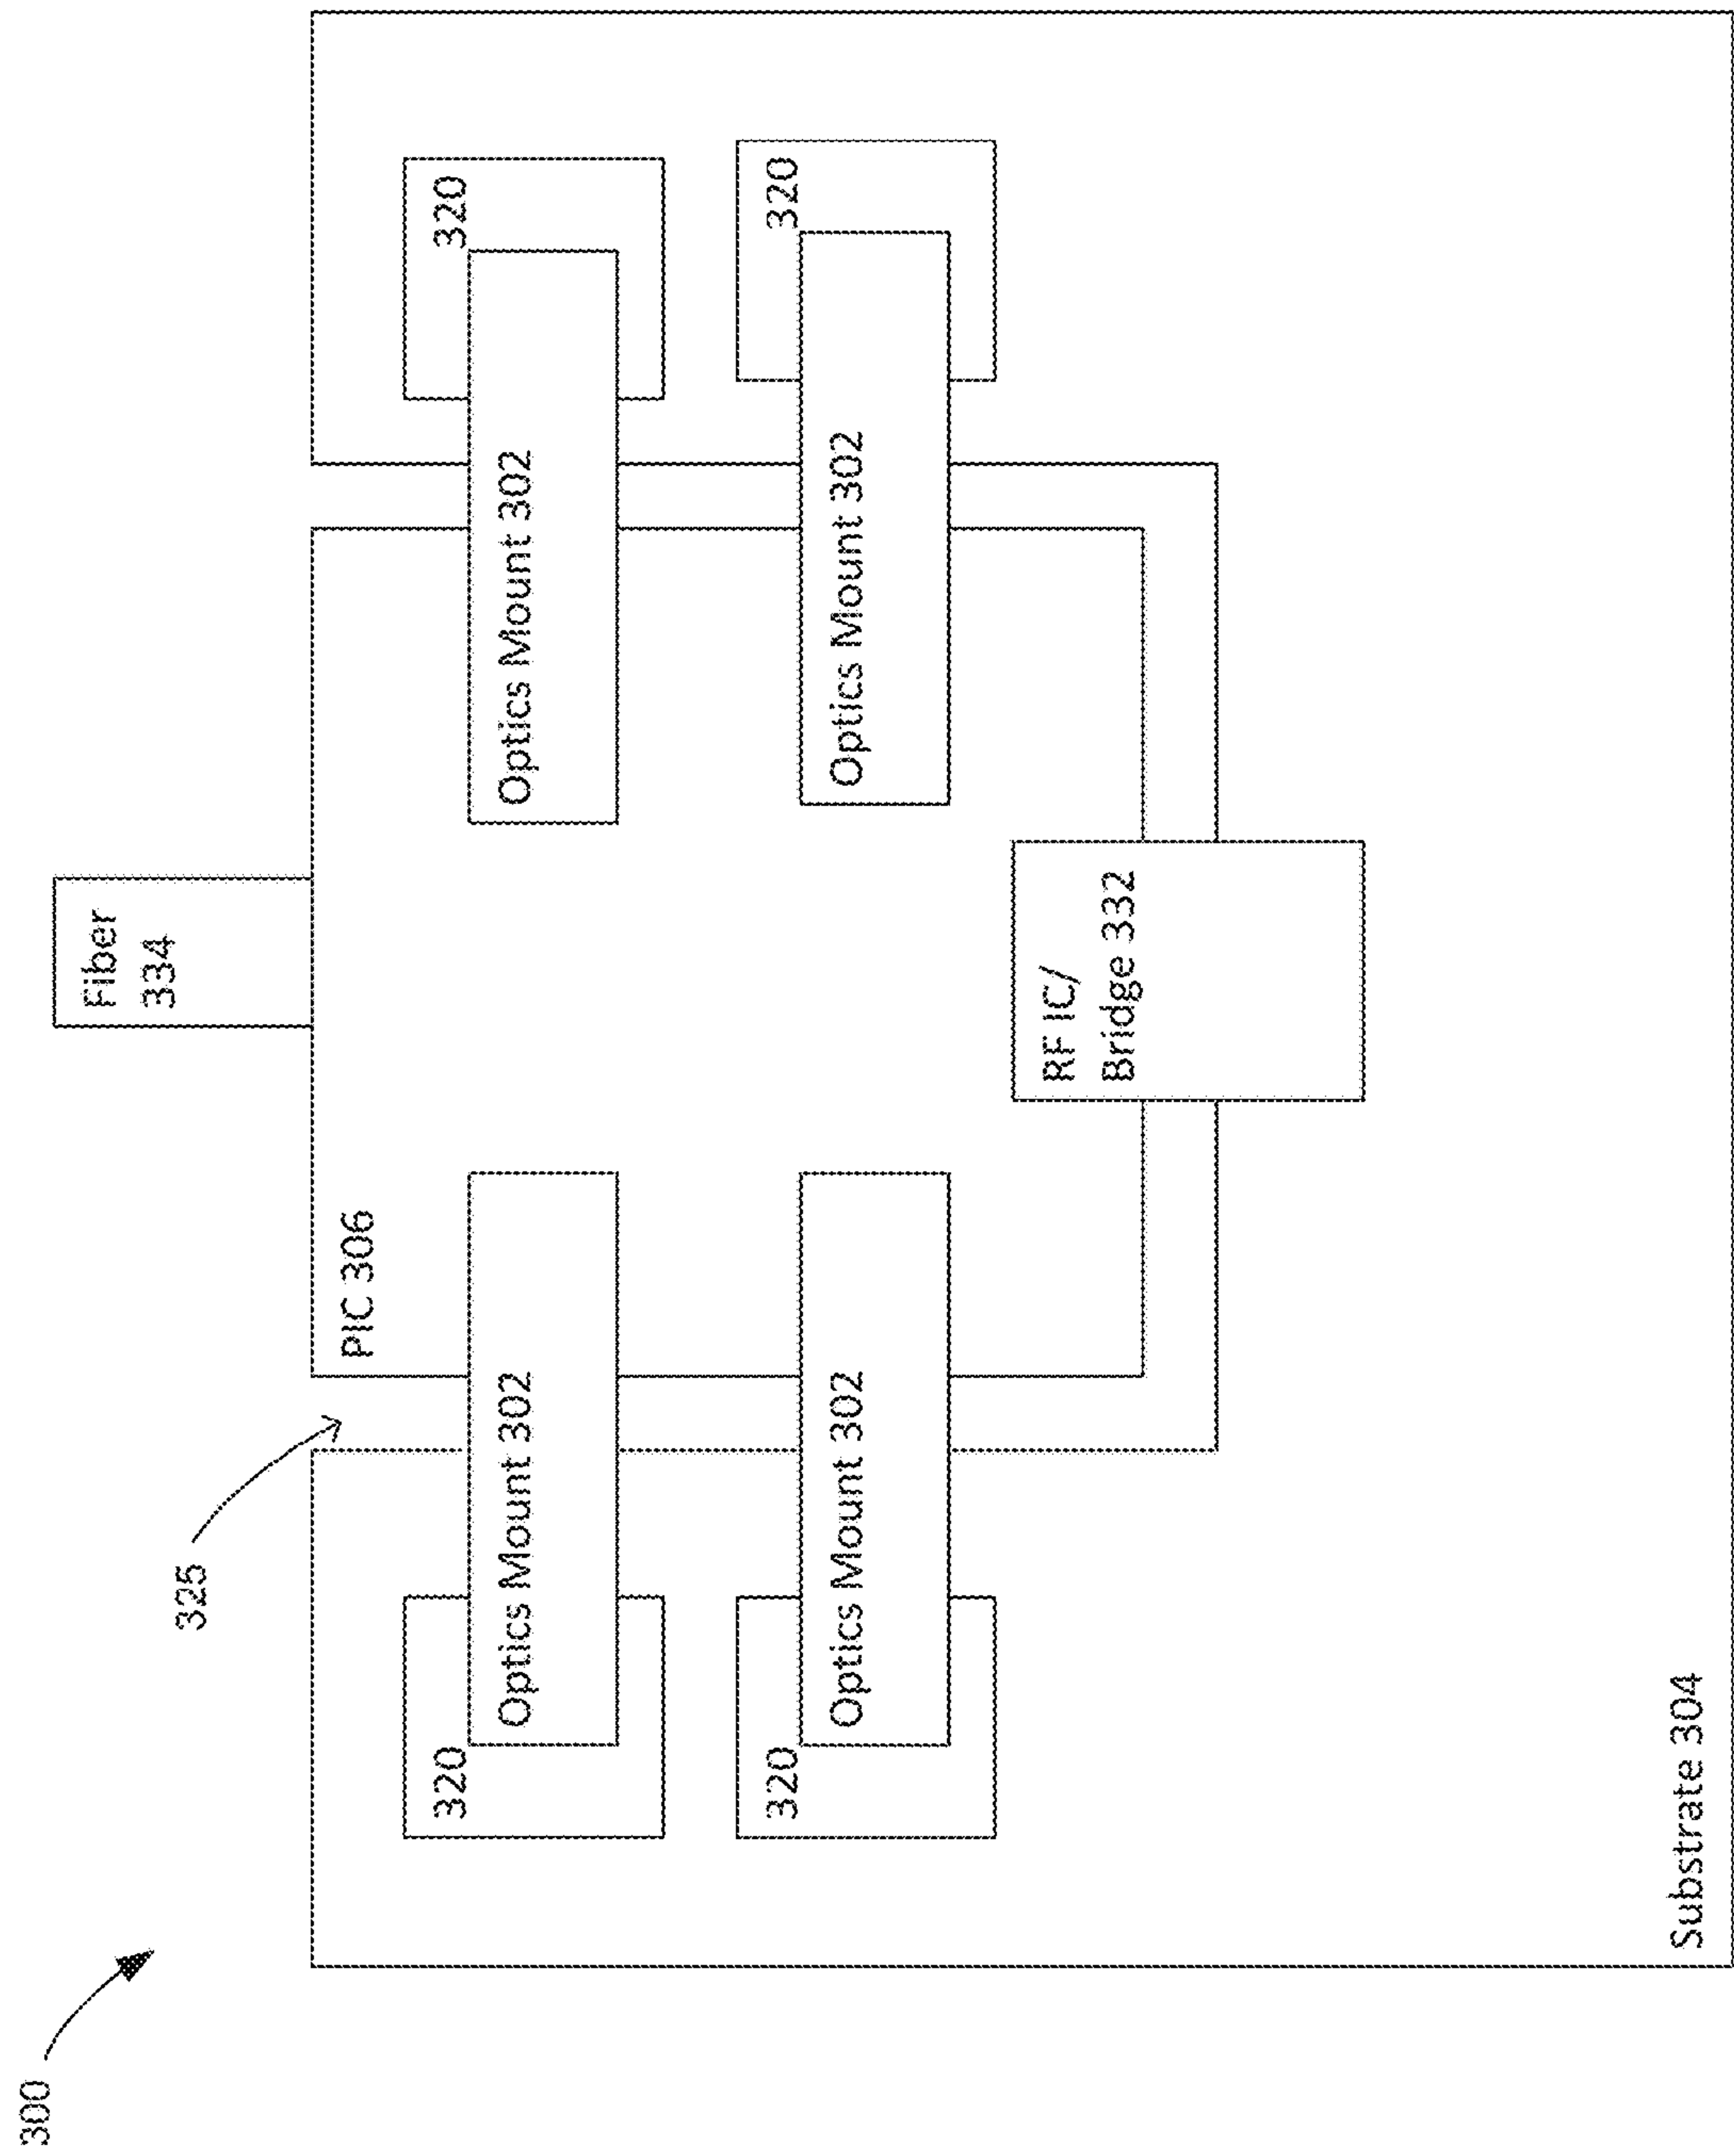 300
325
Fiber
334
PIC 306
320
Optics Mount 302
320
Optics Mount 302
320
Optics Mount 302
320
Optics Mount 302
RF IC/
Bridge 332
Substrate 304